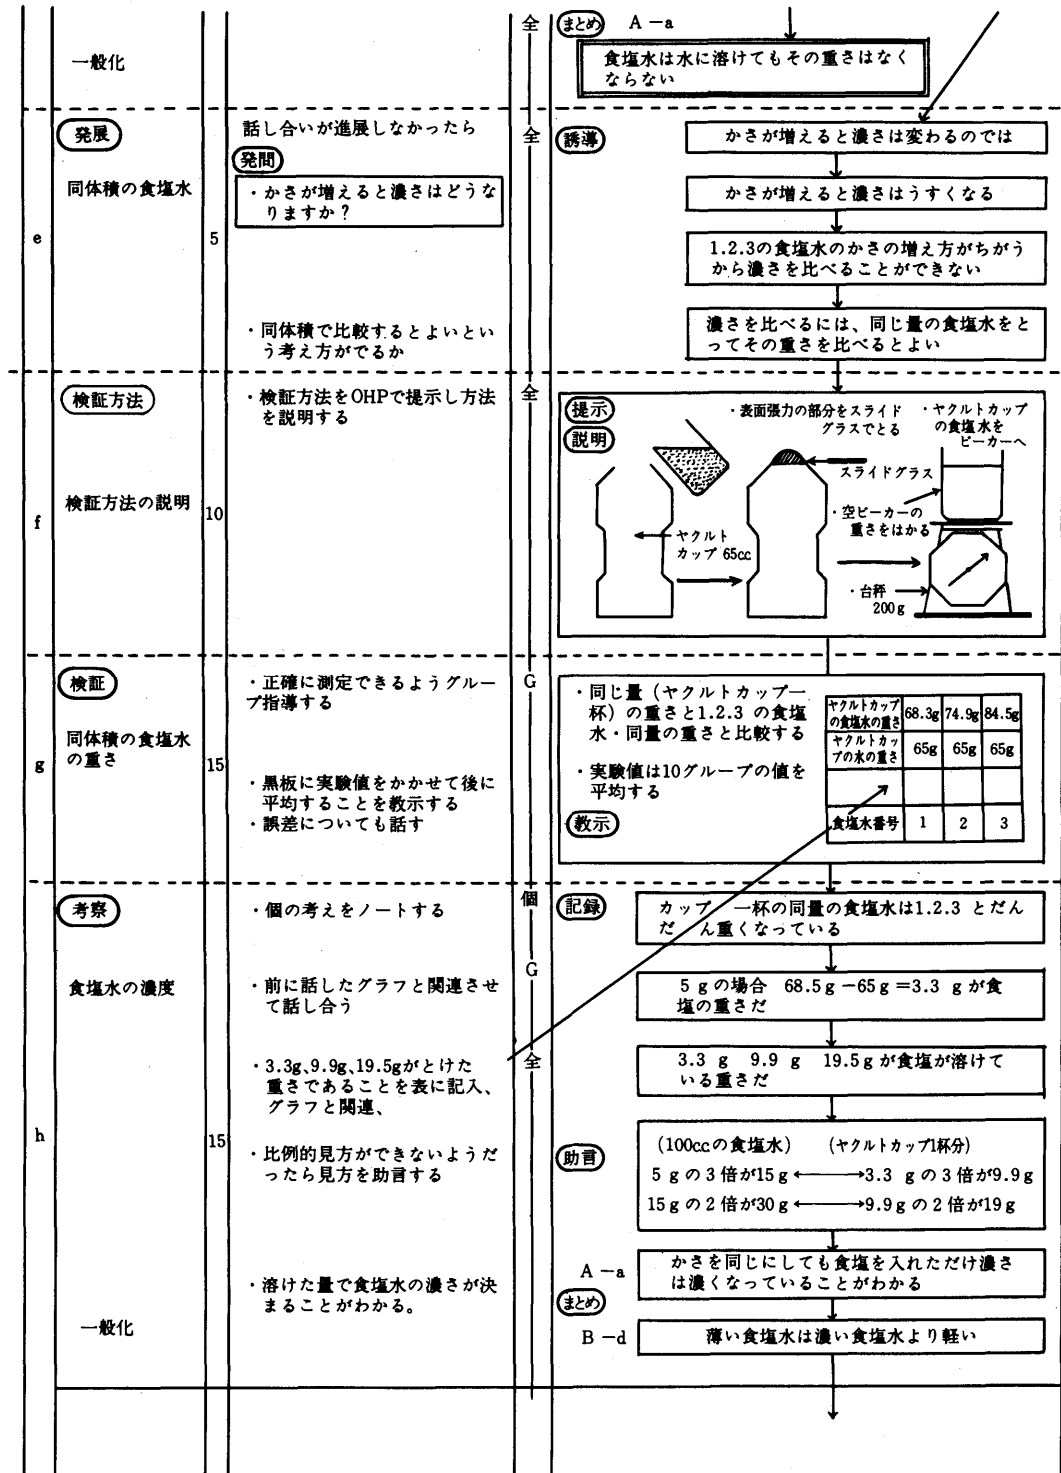 一般化
全
まとめ
A－a
食塩水は水に溶けてもその重さはなく
ならない
e
発展
同体積の食塩水
5
話し合いが進展しなかったら
発問
・かさが増えると濃さはどうな
りますか？
・同体積で比較するとよいとい
う考え方がでるか
全
誘導
かさが増えると濃さは変わるのでは
かさが増えると濃さはうすくなる
1.2.3の食塩水のかさの増え方がちがう
から濃さを比べることができない
濃さを比べるには、同じ量の食塩水をと
ってその重さを比べるとよい
f
検証方法
検証方法の説明
10
・検証方法をOHPで提示し方法
を説明する
全
提示
説明
・表面張力の部分をスライド
グラスでとる
・ヤクルトカップ
の食塩水を
ビーカーへ
スライドグラス
・空ビーカーの
重さをはかる
ヤクルト
カップ 65cc
・台秤
200g
g
検証
同体積の食塩水
の重さ
15
・正確に測定できるようグルー
プ指導する
・黒板に実験値をかかせて後に
平均することを教示する
・誤差についても話す
G
・同じ量（ヤクルトカップ一
杯）の重さと1.2.3 の食塩
水・同量の重さと比較する
・実験値は10グループの値を
平均する
教示
ヤクルトカップ
の食塩水の重さ
68.3g 74.9g 84.5g
ヤクルトカッ
プの水の重さ
65g 65g 65g
食塩水番号 1 2 3
h
考察
食塩水の濃度
一般化
15
・個の考えをノートする
・前に話したグラフと関連させ
て話し合う
・3.3g、9.9g、19.5gがとけた
重さであることを表に記入、
グラフと関連、
・比例的見方ができないようだ
ったら見方を助言する
・溶けた量で食塩水の濃さが決
まることがわかる。
個
G
全
記録
カップ 一杯の同量の食塩水は1.2.3 とだん
だ ん重くなっている
5 gの場合 68.5g－65g＝3.3 gが食
塩の重さだ
3.3 g 9.9 g 19.5gが食塩が溶けて
いる重さだ
助言
(100ccの食塩水) (ヤクルトカップ1杯分)
5 gの3倍が15g←→3.3 gの3倍が9.9g
15gの2倍が30g←→9.9gの2倍が19g
A－a
かさを同じにしても食塩を入れただけ濃さ
は濃くなっていることがわかる
まとめ
B－d
薄い食塩水は濃い食塩水より軽い